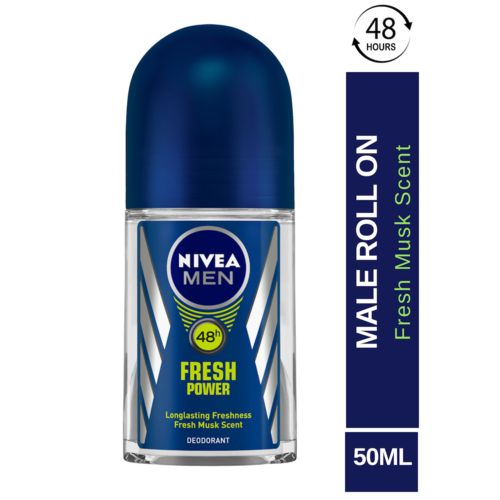 48
HOURS
MALE ROLL ON
Fresh Musk Scent
50ML
NIVEA
MEN
48h
FRESH
POWER
Longlasting Freshness
Fresh Musk Scent
DEODORANT